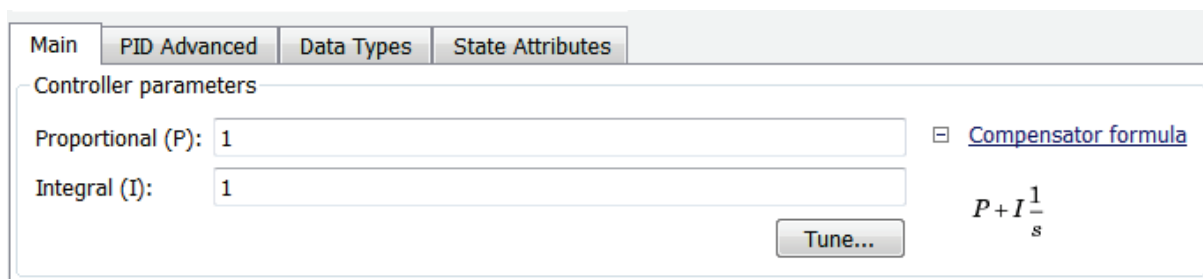 Main PID Advanced Data Types State Attributes
Controller parameters
Proportional (P): 1
Compensator formula
Integral (I): 1
P + I 1/s
Tune...